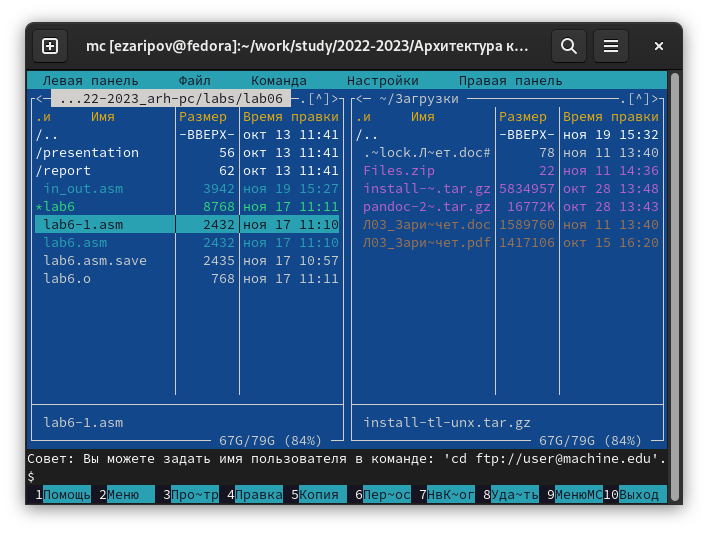 mc [ezaripov@fedora]:~/work/study/2022-2023/Архитектура к...
Левая панель Файл Команда Настройки Правая панель
<─ ...22-2023_arh-pc/labs/lab06 ─.[^]> <─ ~/Загрузки ─.[^]>
.и Имя Размер Время правки .и Имя Размер Время правки
/.. -ВВЕРХ- окт 13 11:41 /.. -ВВЕРХ- ноя 19 15:32
/presentation 56 окт 13 11:41 .~lock.Л~ет.doc# 78 ноя 11 13:40
/report 62 окт 13 11:41 Files.zip 22 ноя 11 14:36
in_out.asm 3942 ноя 19 15:27 install-~.tar.gz 5834957 окт 28 13:48
*lab6 8768 ноя 17 11:11 pandoc-2~.tar.gz 16772K окт 28 13:43
lab6-1.asm 2432 ноя 17 11:10 Л03_Зари~чет.doc 1589760 ноя 11 13:40
lab6.asm 2432 ноя 17 11:10 Л03_Зари~чет.pdf 1417106 окт 15 16:20
lab6.asm.save 2435 ноя 17 10:57
lab6.o 768 ноя 17 11:11
lab6-1.asm install-tl-unx.tar.gz
67G/79G (84%) 67G/79G (84%)
Совет: Вы можете задать имя пользователя в команде: 'cd ftp://user@machine.edu'.
$
1Помощь 2Меню 3Про~тр 4Правка 5Копия 6Пер~ос 7НвК~ог 8Уда~ть 9МенюМС 10Выход